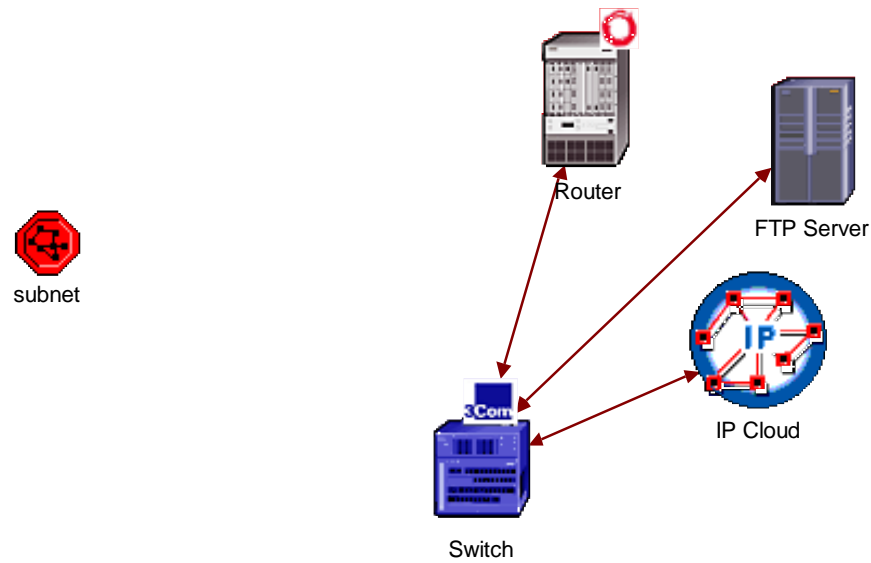 Router
FTP Server
subnet
IP
IP Cloud
3Com
Switch